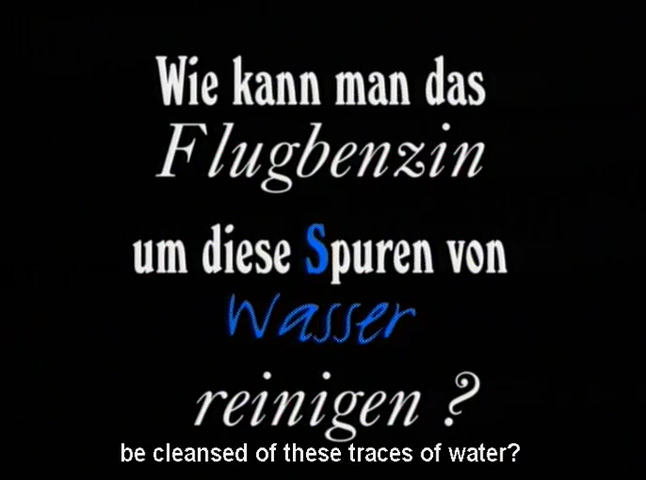 Wie kann man das
Flugbenzin
um diese Spuren von
Wasser
reinigen ?
be cleansed of these traces of water?